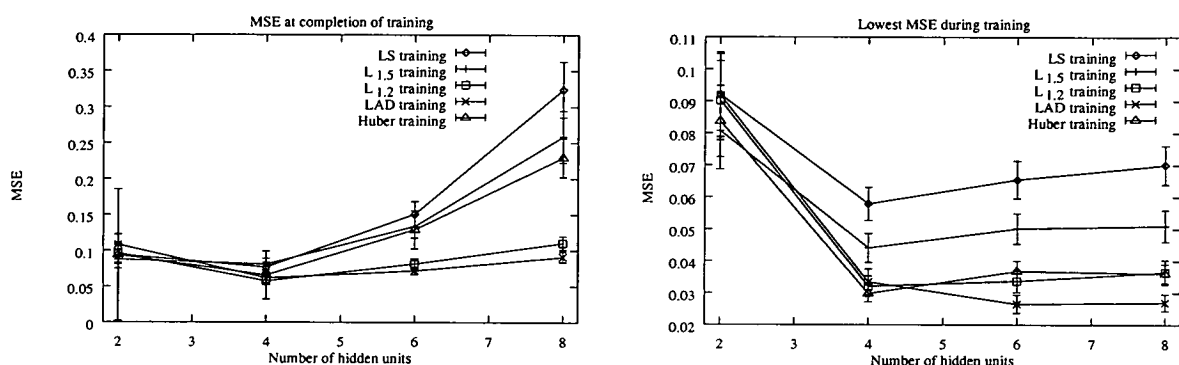 MSE at completion of training
0.4
0.35
0.3
0.25
0.2
0.15
0.1
0.05
0
MSE
LS training
L 1.5 training
L 1.2 training
LAD training
Huber training
2 3 4 5 6 7 8
Number of hidden units
Lowest MSE during training
0.11
0.1
0.09
0.08
0.07
0.06
0.05
0.04
0.03
0.02
MSE
LS training
L 1.5 training
L 1.2 training
LAD training
Huber training
2 3 4 5 6 7 8
Number of hidden units